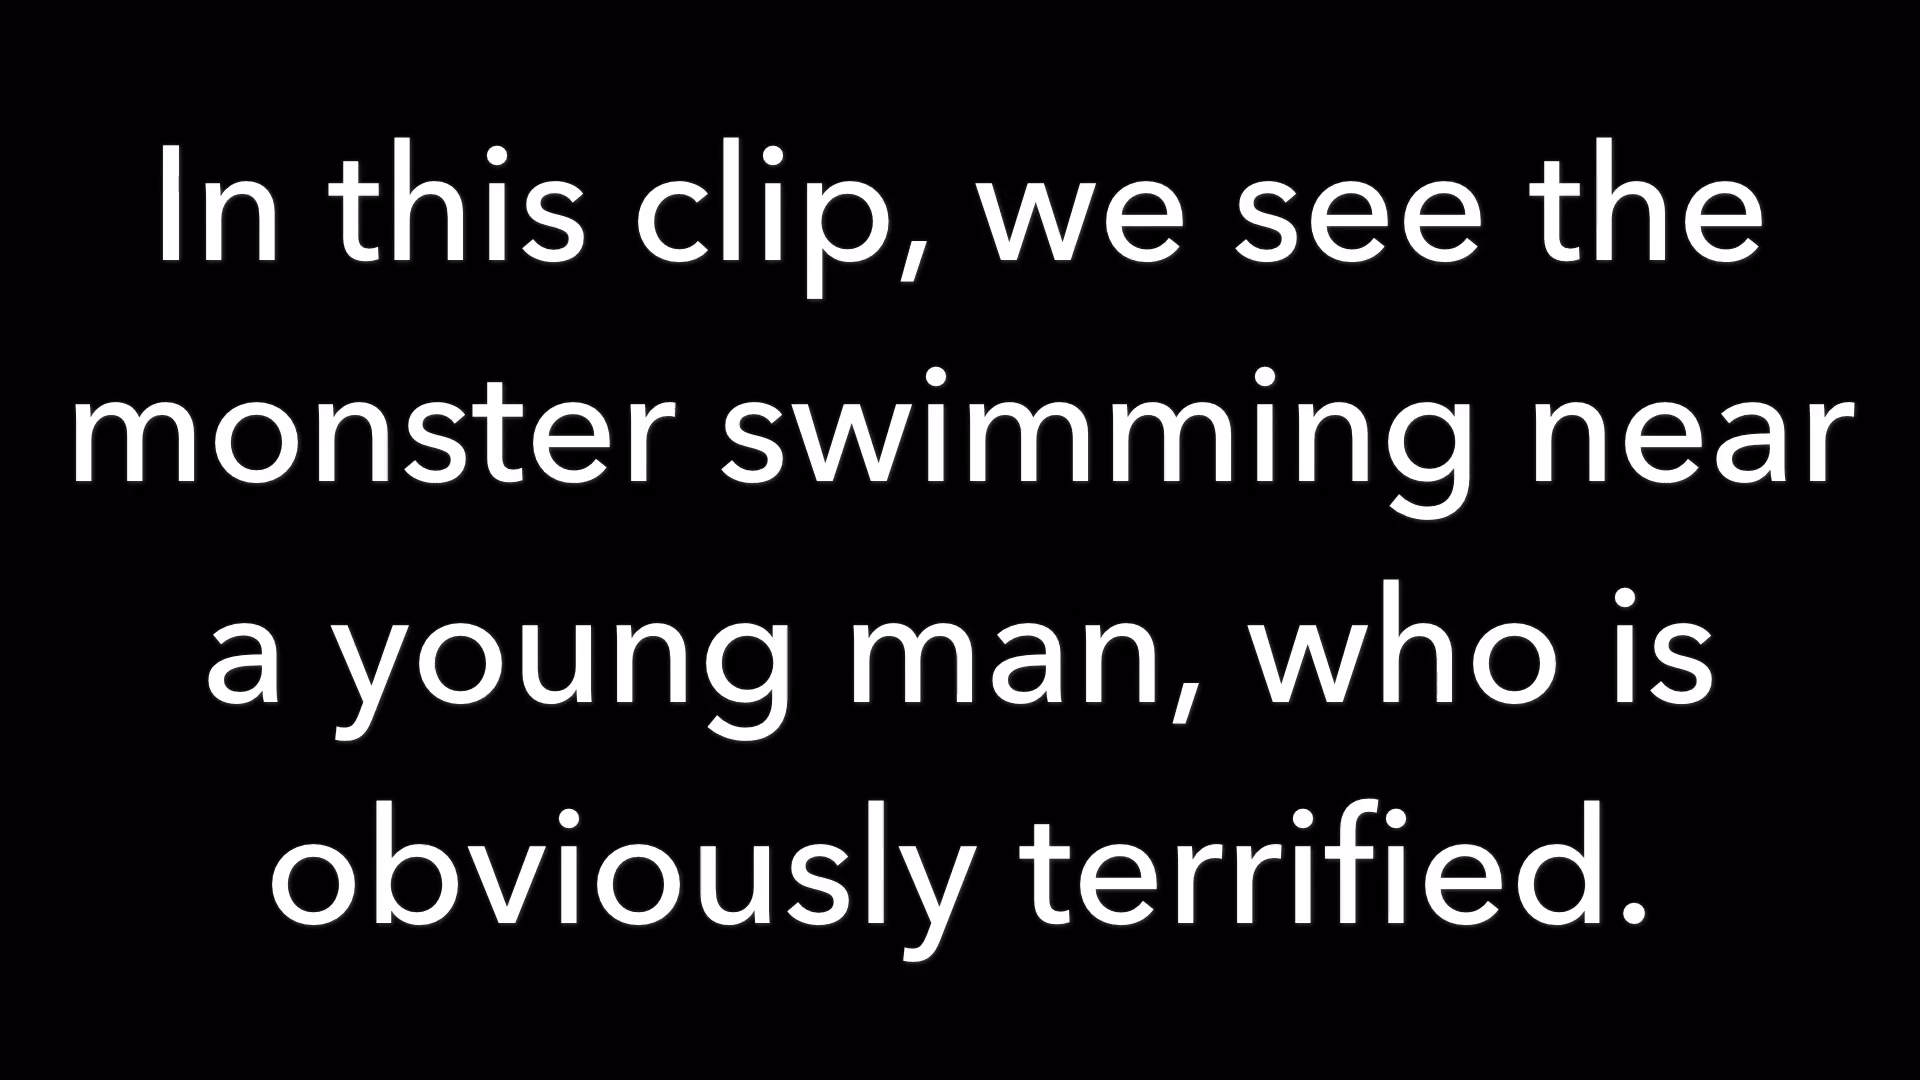 In this clip, we see the
monster swimming near
a young man, who is
obviously terrified.